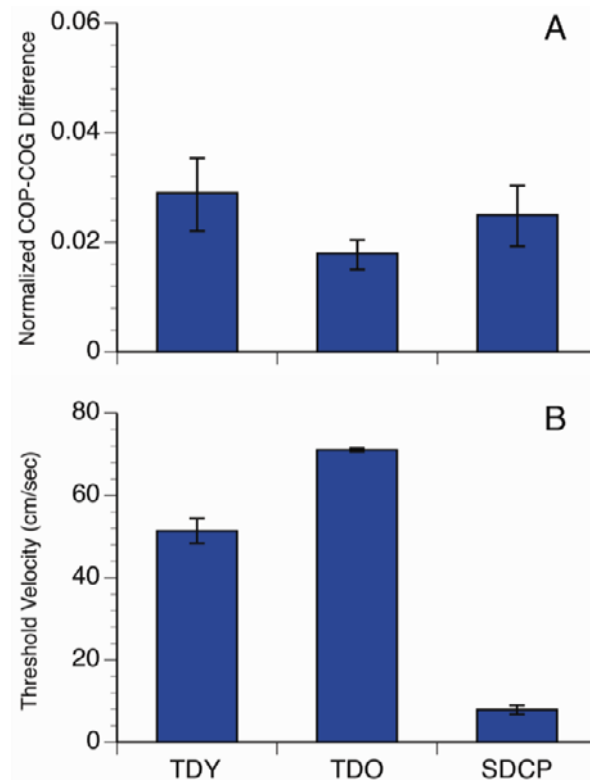 A
Normalized COP-COG Difference
0.06
0.04
0.02
0
B
Threshold Velocity (cm/sec)
80
60
40
20
0
TDY TDO SDCP